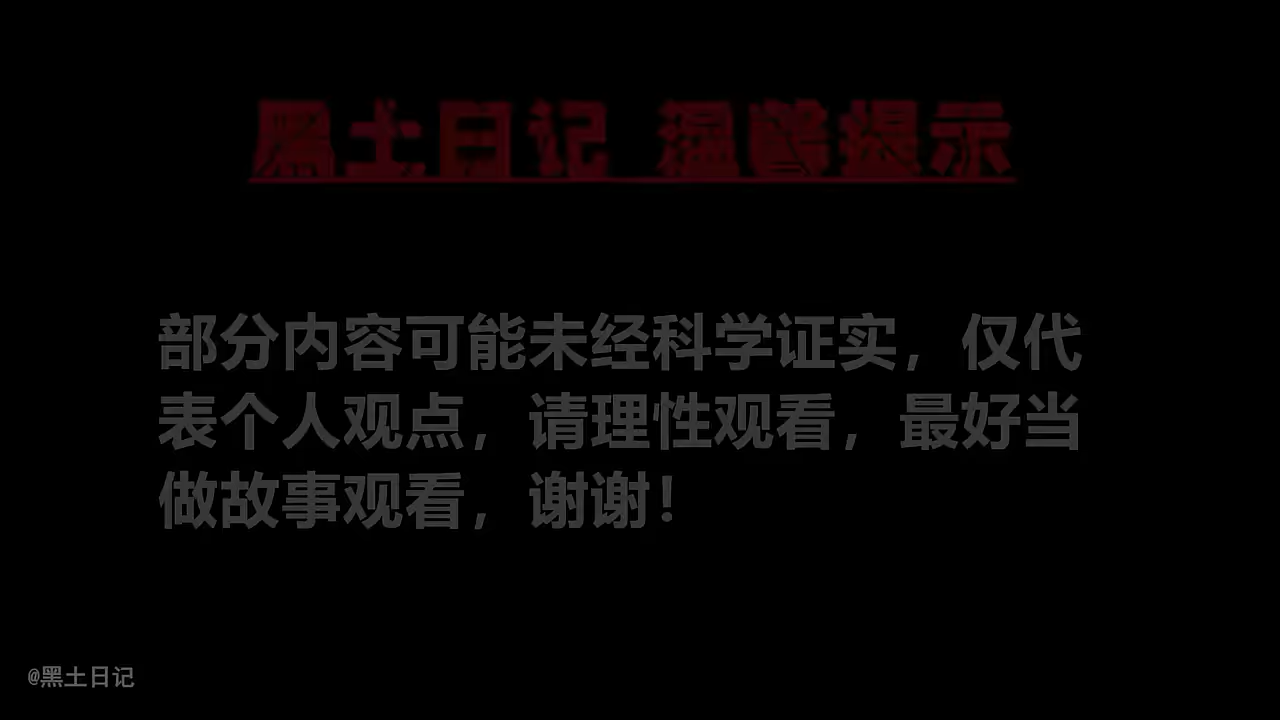 黑土日记 温馨提示
部分内容可能未经科学证实，仅代
表个人观点，请理性观看，最好当
做故事观看，谢谢！
@黑土日记